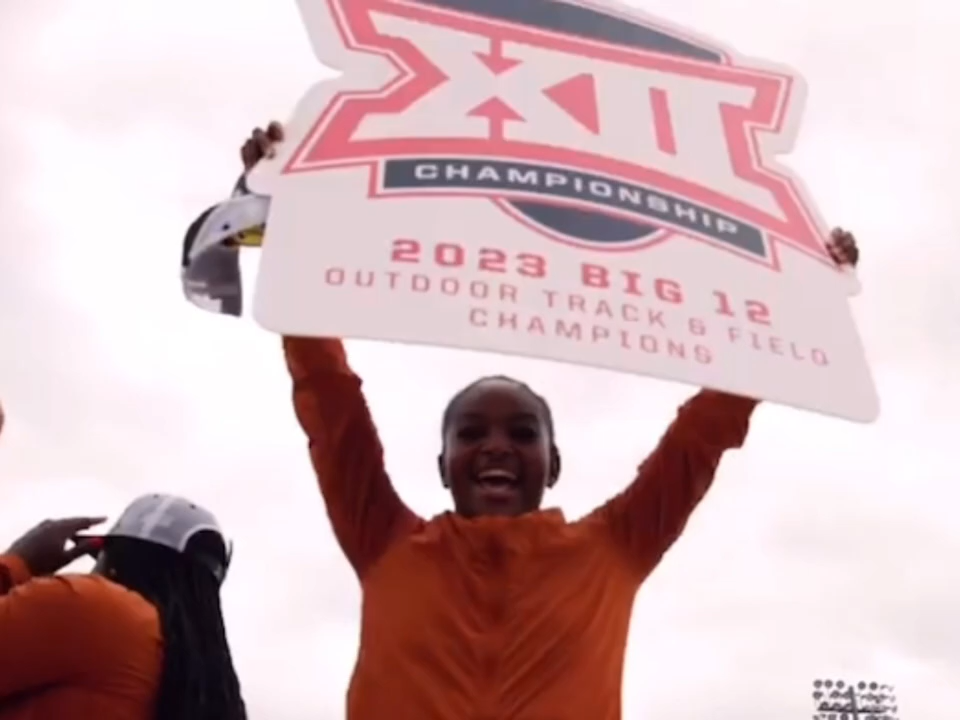 XII
CHAMPIONSHIP
2023 BIG 12
OUTDOOR TRACK & FIELD
CHAMPIONS